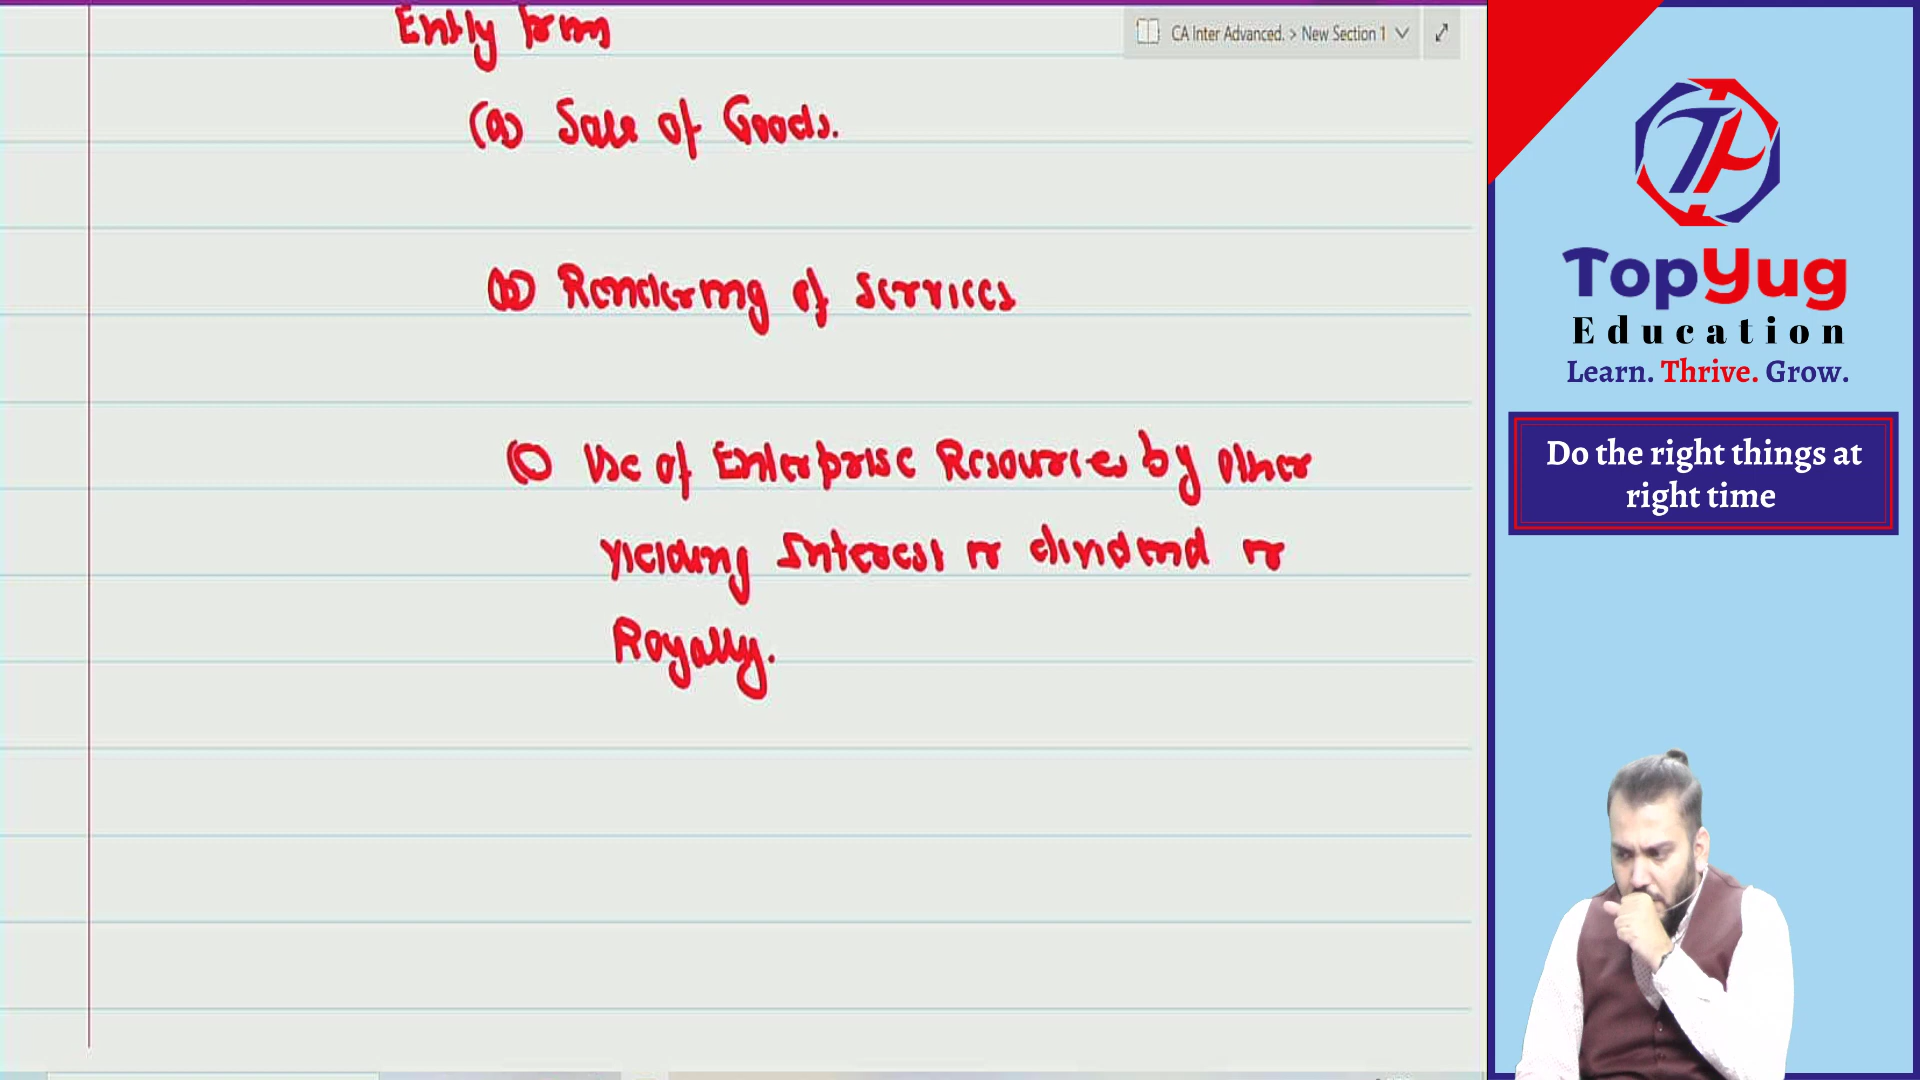 Entity from
CA Inter Advanced. > New Section 1
(a) Sale of Goods.
(b) Rendering of services
(c) Use of Enterprise Resources by other
yielding Interest or dividend or
Royalty.
TopYug
Education
Learn. Thrive. Grow.
Do the right things at
right time